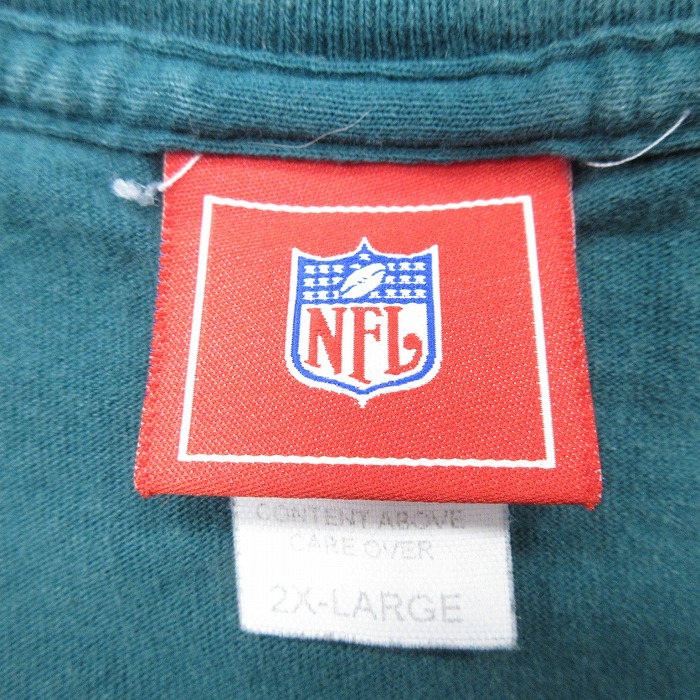 NFL
CONTENT ABOVE
CARE OVER
2X-LARGE